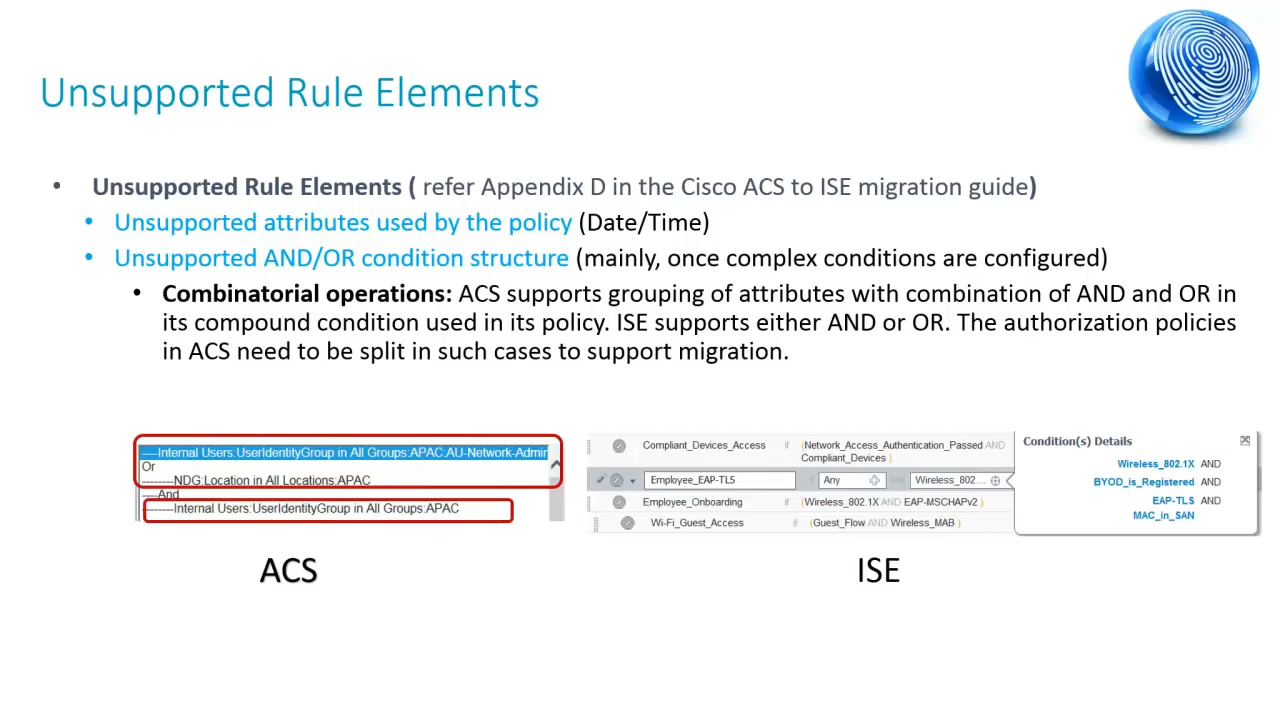 Unsupported Rule Elements
• Unsupported Rule Elements ( refer Appendix D in the Cisco ACS to ISE migration guide)
• Unsupported attributes used by the policy (Date/Time)
• Unsupported AND/OR condition structure (mainly, once complex conditions are configured)
• Combinatorial operations: ACS supports grouping of attributes with combination of AND and OR in
its compound condition used in its policy. ISE supports either AND or OR. The authorization policies
in ACS need to be split in such cases to support migration.
----Internal Users:UserIdentityGroup in All Groups:APAC:AU-Network-Admin
Or
--------NDG:Location in All Locations:APAC
----And
--------Internal Users:UserIdentityGroup in All Groups:APAC
ACS
Compliant_Devices_Access if (Network_Access_Authentication_Passed AND
Compliant_Devices )
Employee_EAP-TLS Any Wireless_802....
Employee_Onboarding if (Wireless_802.1X AND EAP-MSCHAPv2 )
Wi-Fi_Guest_Access if (Guest_Flow AND Wireless_MAB )
Condition(s) Details
Wireless_802.1X AND
BYOD_is_Registered AND
EAP-TLS AND
MAC_in_SAN
ISE